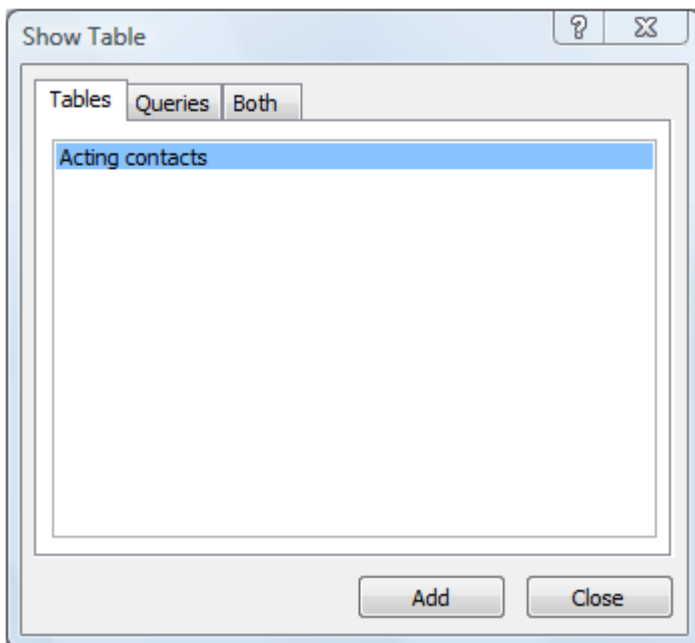 Show Table
Tables Queries Both
Acting contacts
Add Close